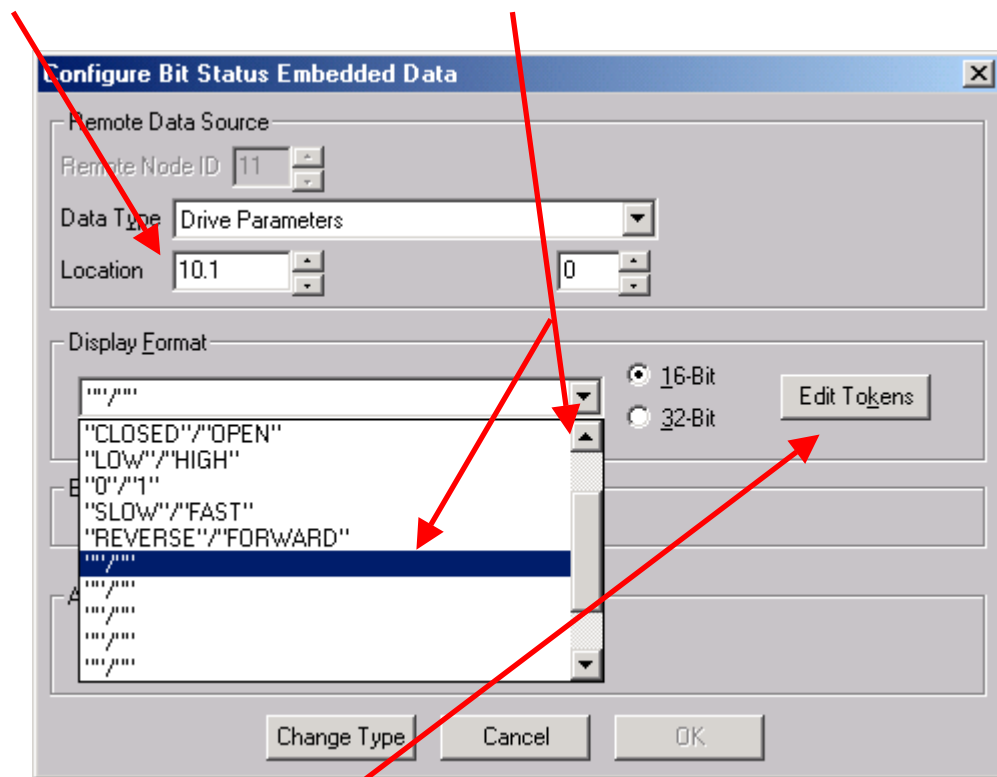 Configure Bit Status Embedded Data
Remote Data Source
Remote Node ID 11
Data Type Drive Parameters
Location 10.1 0
Display Format
""/""
16-Bit
32-Bit
Edit Tokens
"CLOSED"/"OPEN"
"LOW"/"HIGH"
"0"/"1"
"SLOW"/"FAST"
"REVERSE"/"FORWARD"
""/""
""/""
""/""
""/""
""/""
Change Type Cancel OK